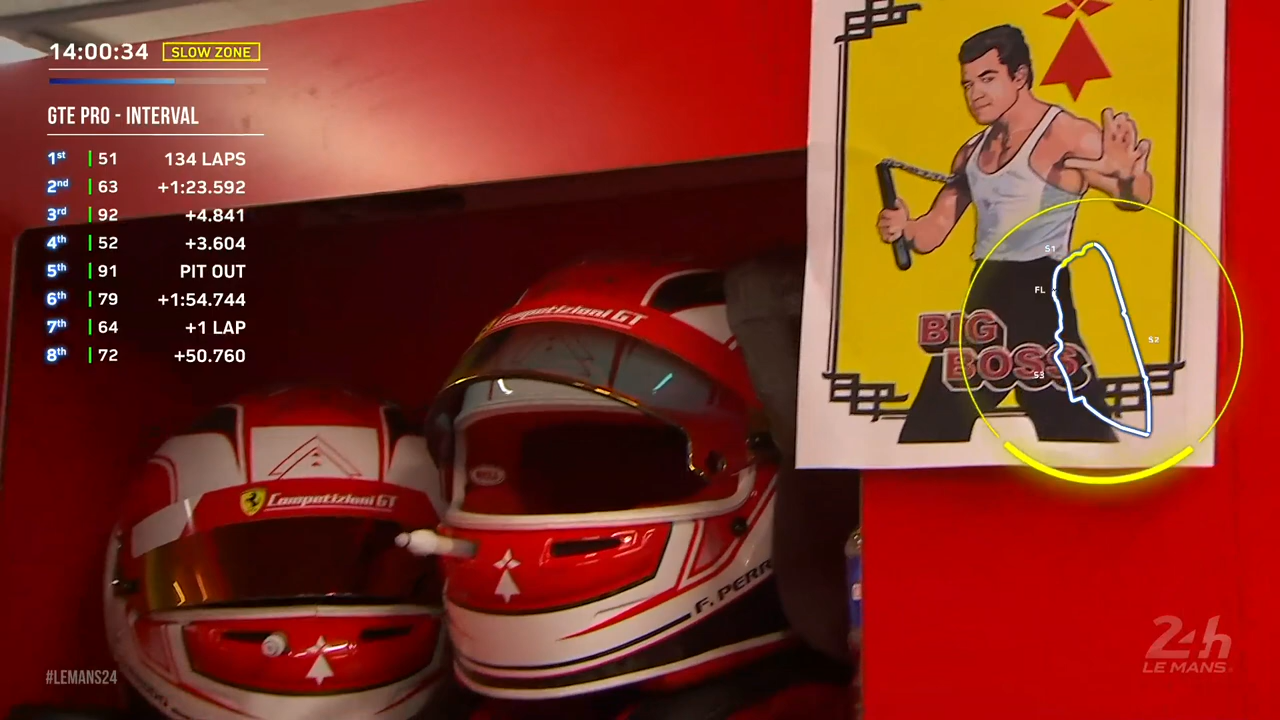 14:00:34 SLOW ZONE
GTE PRO - INTERVAL
1st 51 134 LAPS
2nd 63 +1:23.592
3rd 92 +4.841
4th 52 +3.604
5th 91 PIT OUT
6th 79 +1:54.744
7th 64 +1 LAP
8th 72 +50.760
#LEMANS24
Competizioni GT
BELL
F. PERR
Competizioni GT
BIG
BOSS
S1
FL
S2
S3
24h
LE MANS